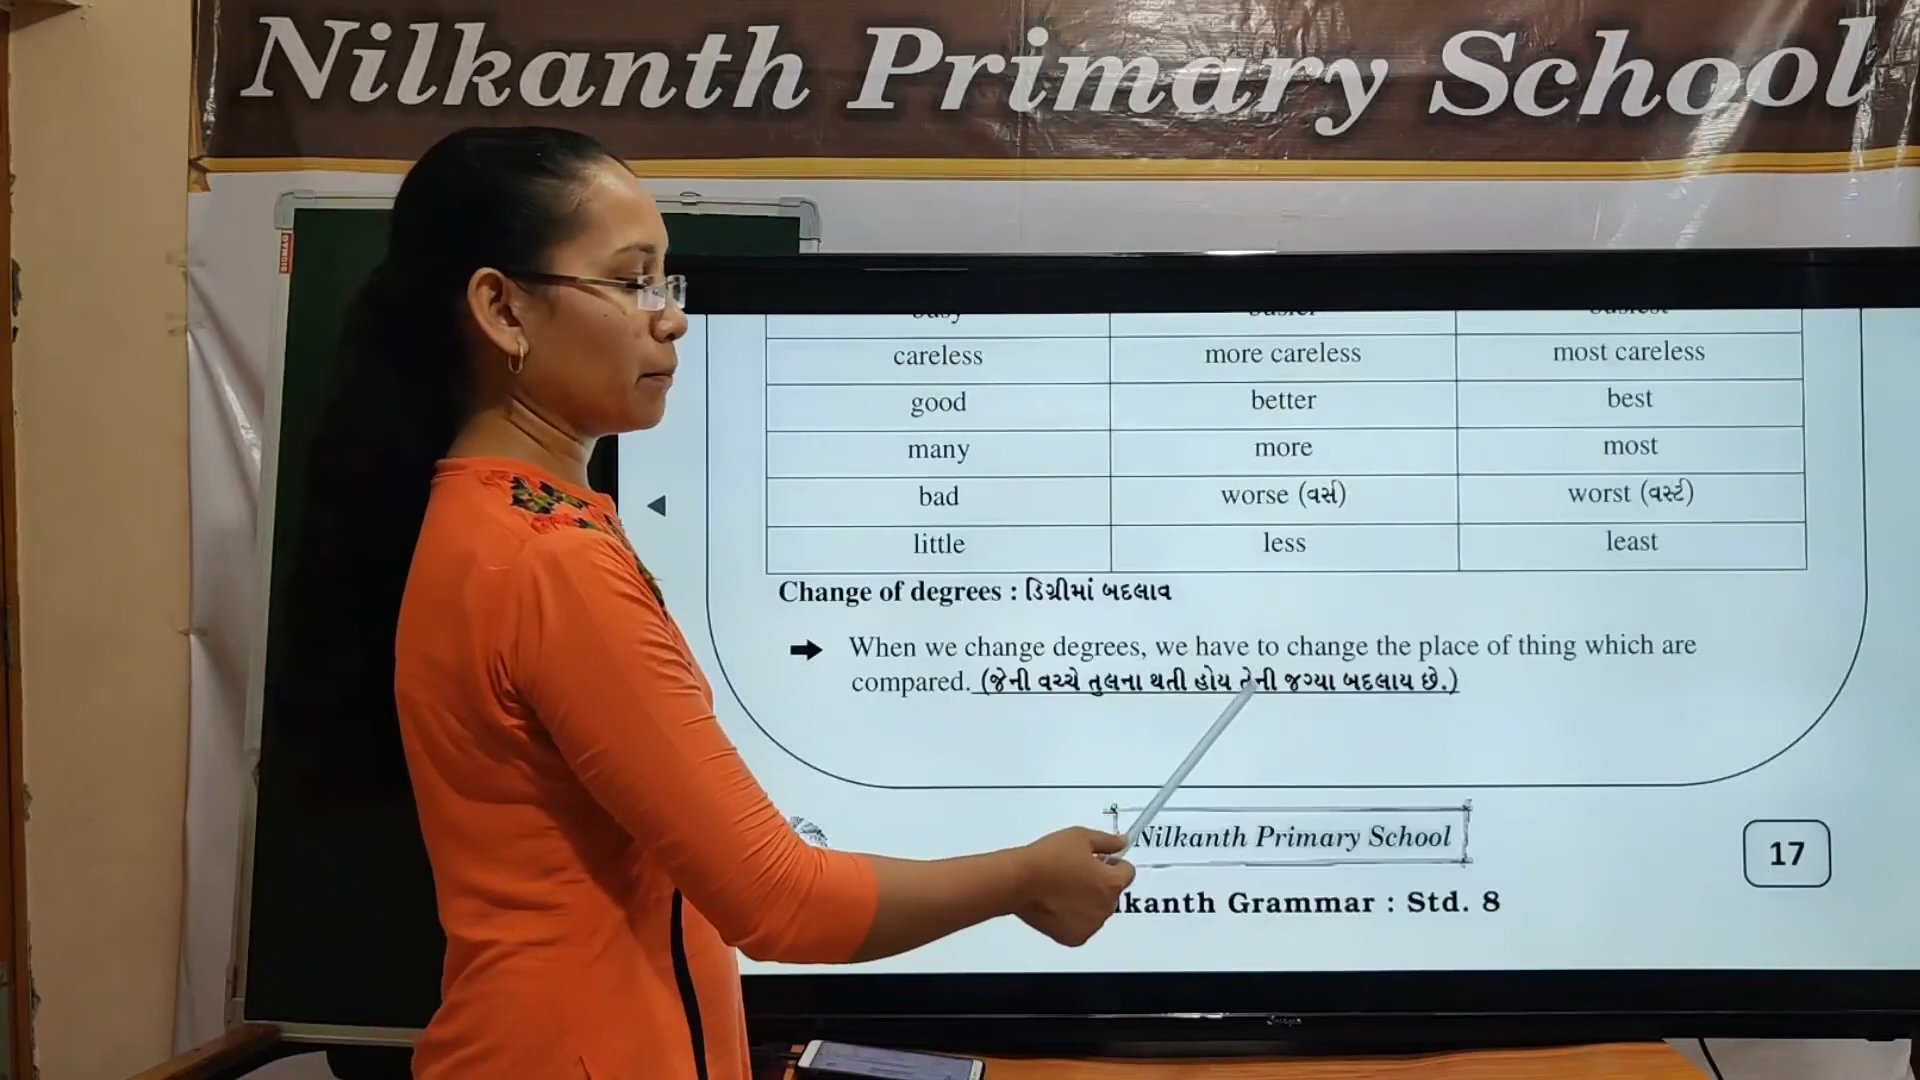 Nilkanth Primary School
careless more careless most careless
good better best
many more most
bad worse (વર્સ) worst (વર્સ્ટ)
little less least
Change of degrees : ડિગ્રીમાં બદલાવ
When we change degrees, we have to change the place of thing which are
compared. (જેની વચ્ચે તુલના થતી હોય તેની જગ્યા બદલાય છે.)
Nilkanth Primary School
17
lkanth Grammar : Std. 8